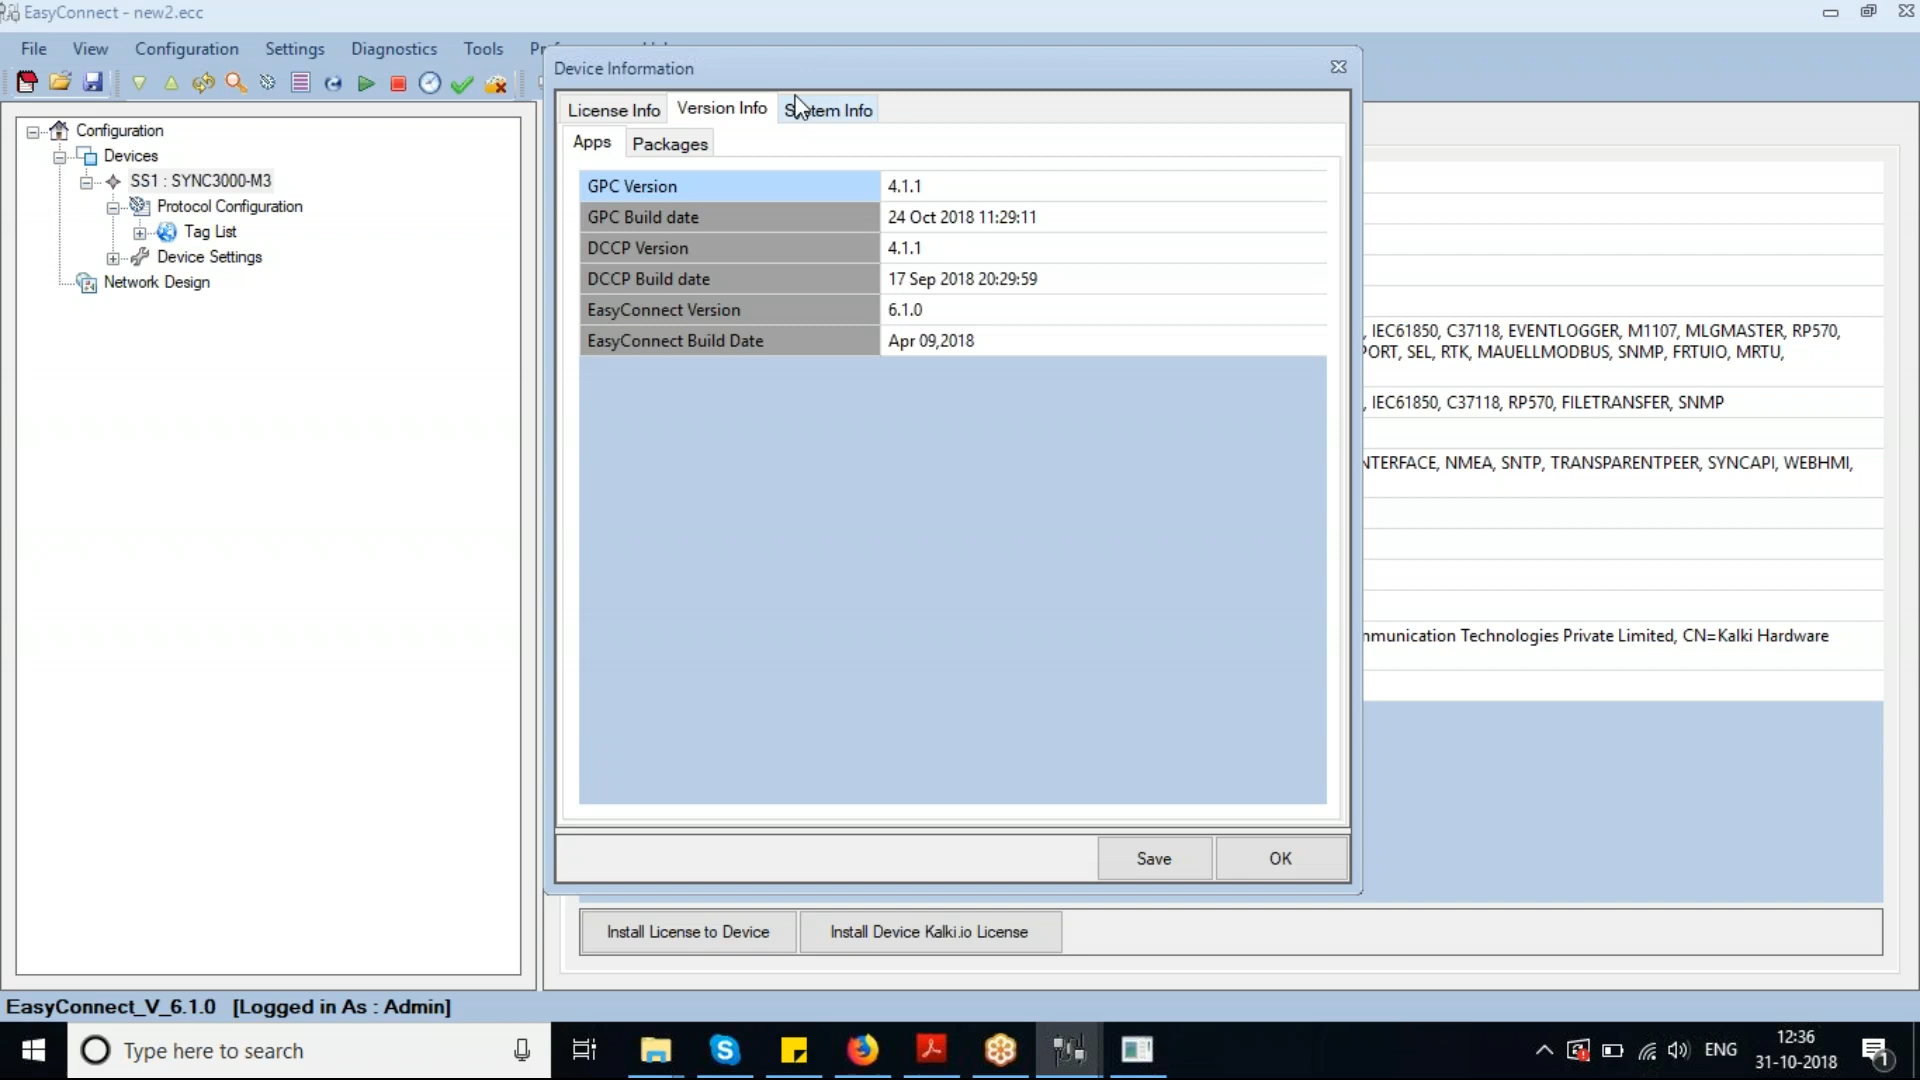 EasyConnect - new2.ecc
File View Configuration Settings Diagnostics Tools
Device Information
License Info Version Info System Info
Apps Packages
Configuration
Devices
SS1 : SYNC3000-M3
Protocol Configuration
Tag List
Device Settings
Network Design
GPC Version 4.1.1
GPC Build date 24 Oct 2018 11:29:11
DCCP Version 4.1.1
DCCP Build date 17 Sep 2018 20:29:59
EasyConnect Version 6.1.0
EasyConnect Build Date Apr 09,2018
, IEC61850, C37118, EVENTLOGGER, M1107, MLGMASTER, RP570,
PORT, SEL, RTK, MAUELLMODBUS, SNMP, FRTUIO, MRTU,
, IEC61850, C37118, RP570, FILETRANSFER, SNMP
NTERFACE, NMEA, SNTP, TRANSPARENTPEER, SYNCAPI, WEBHMI,
mmunication Technologies Private Limited, CN=Kalki Hardware
Save OK
Install License to Device Install Device Kalki.io License
EasyConnect_V_6.1.0 [Logged in As : Admin]
Type here to search
ENG
12:36
31-10-2018
1